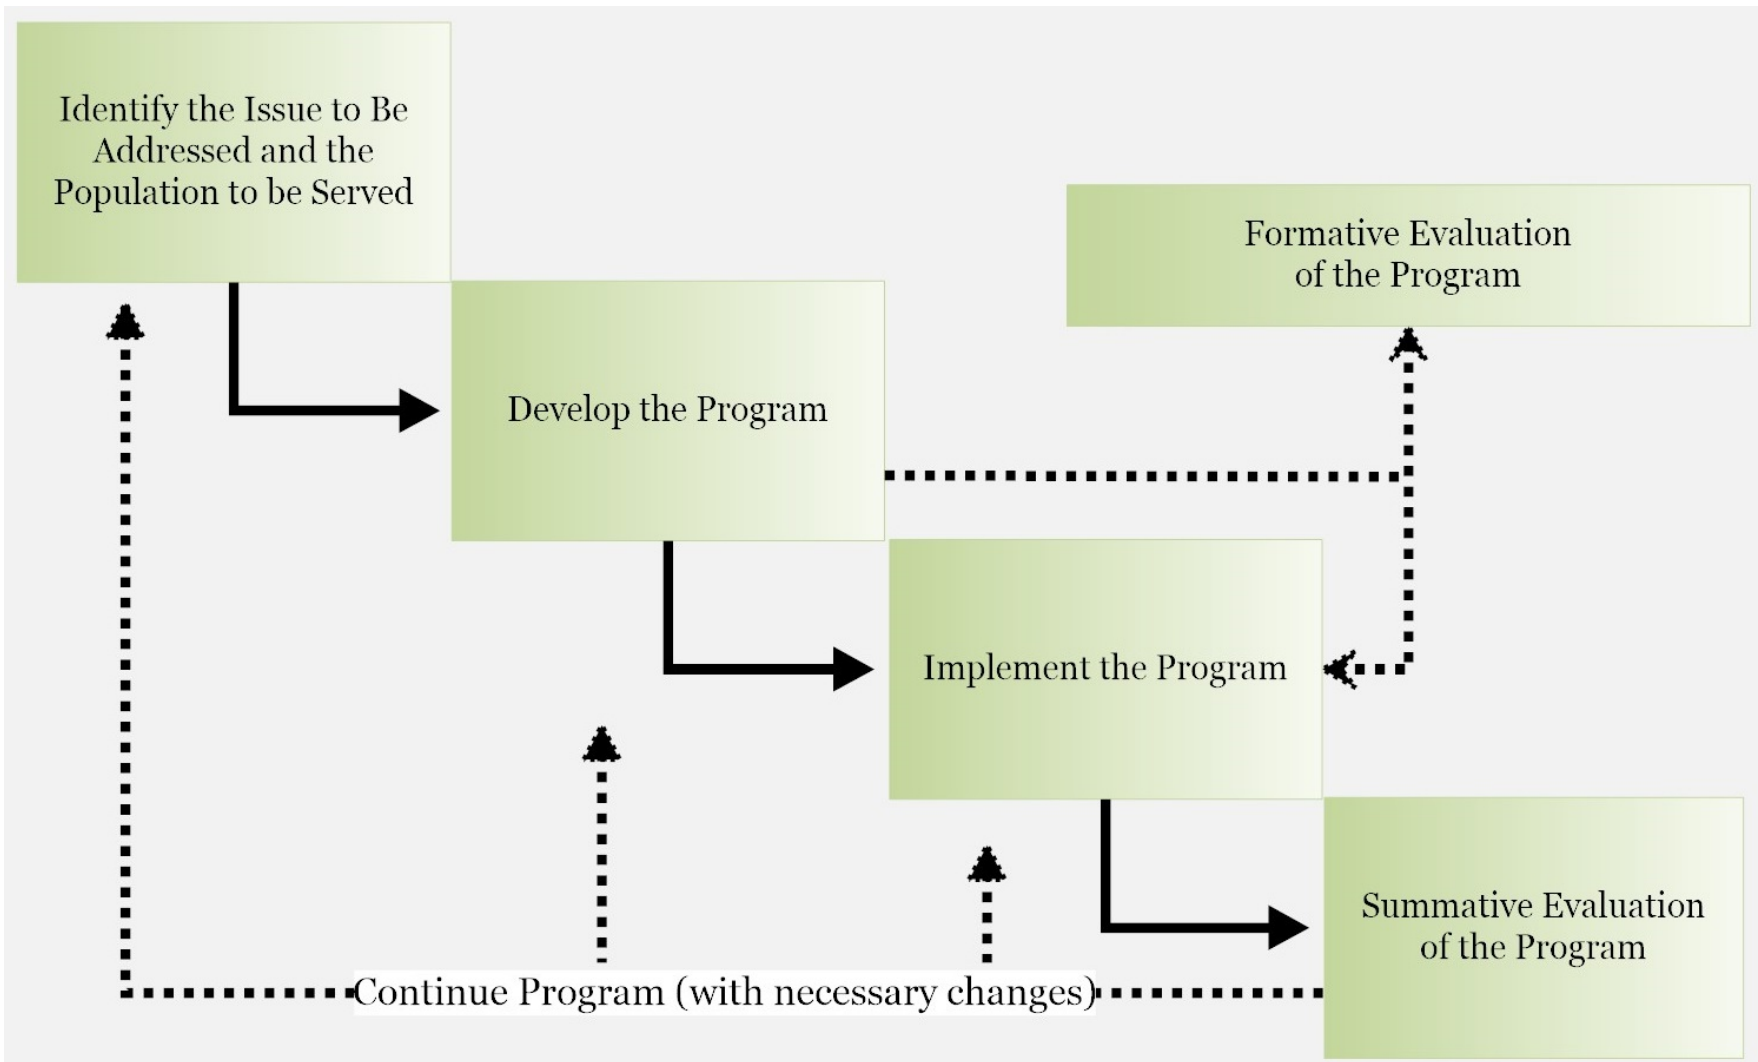 Identify the Issue to Be
Addressed and the
Population to be Served
Formative Evaluation
of the Program
Develop the Program
Implement the Program
Summative Evaluation
of the Program
Continue Program (with necessary changes)